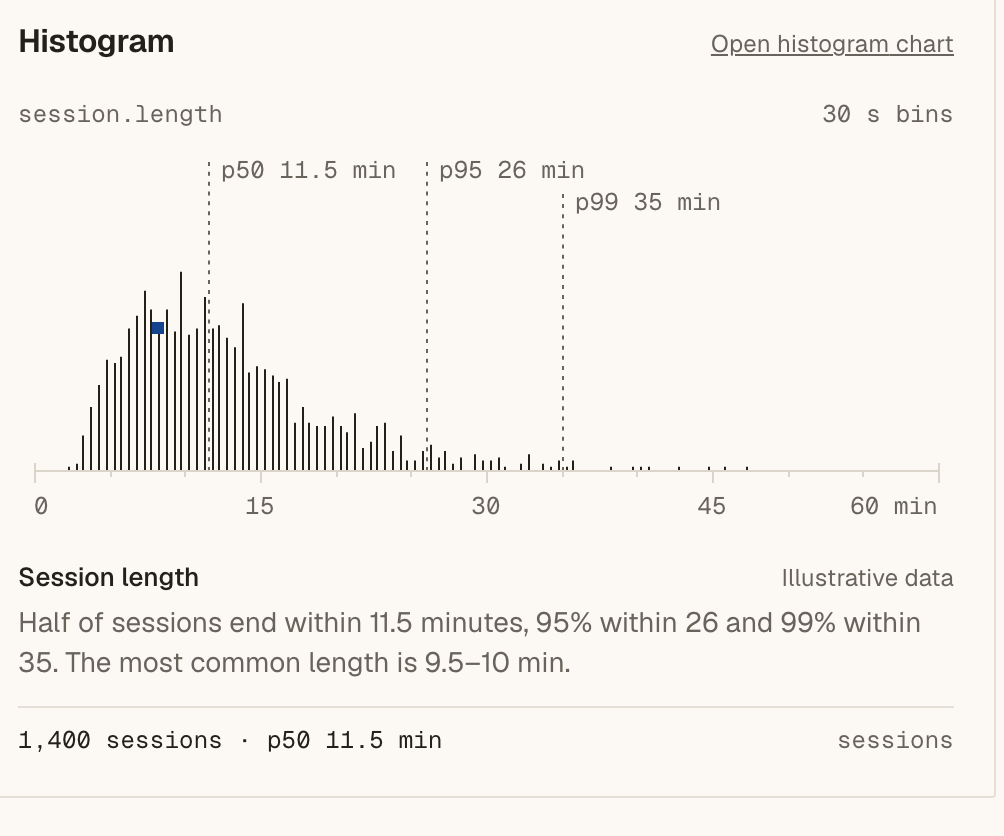 Histogram
Open histogram chart
session.length
30 s bins
p50 11.5 min
p95 26 min
p99 35 min
0
15
30
45
60 min
Session length
Illustrative data
Half of sessions end within 11.5 minutes, 95% within 26 and 99% within
35. The most common length is 9.5–10 min.
1,400 sessions · p50 11.5 min
sessions